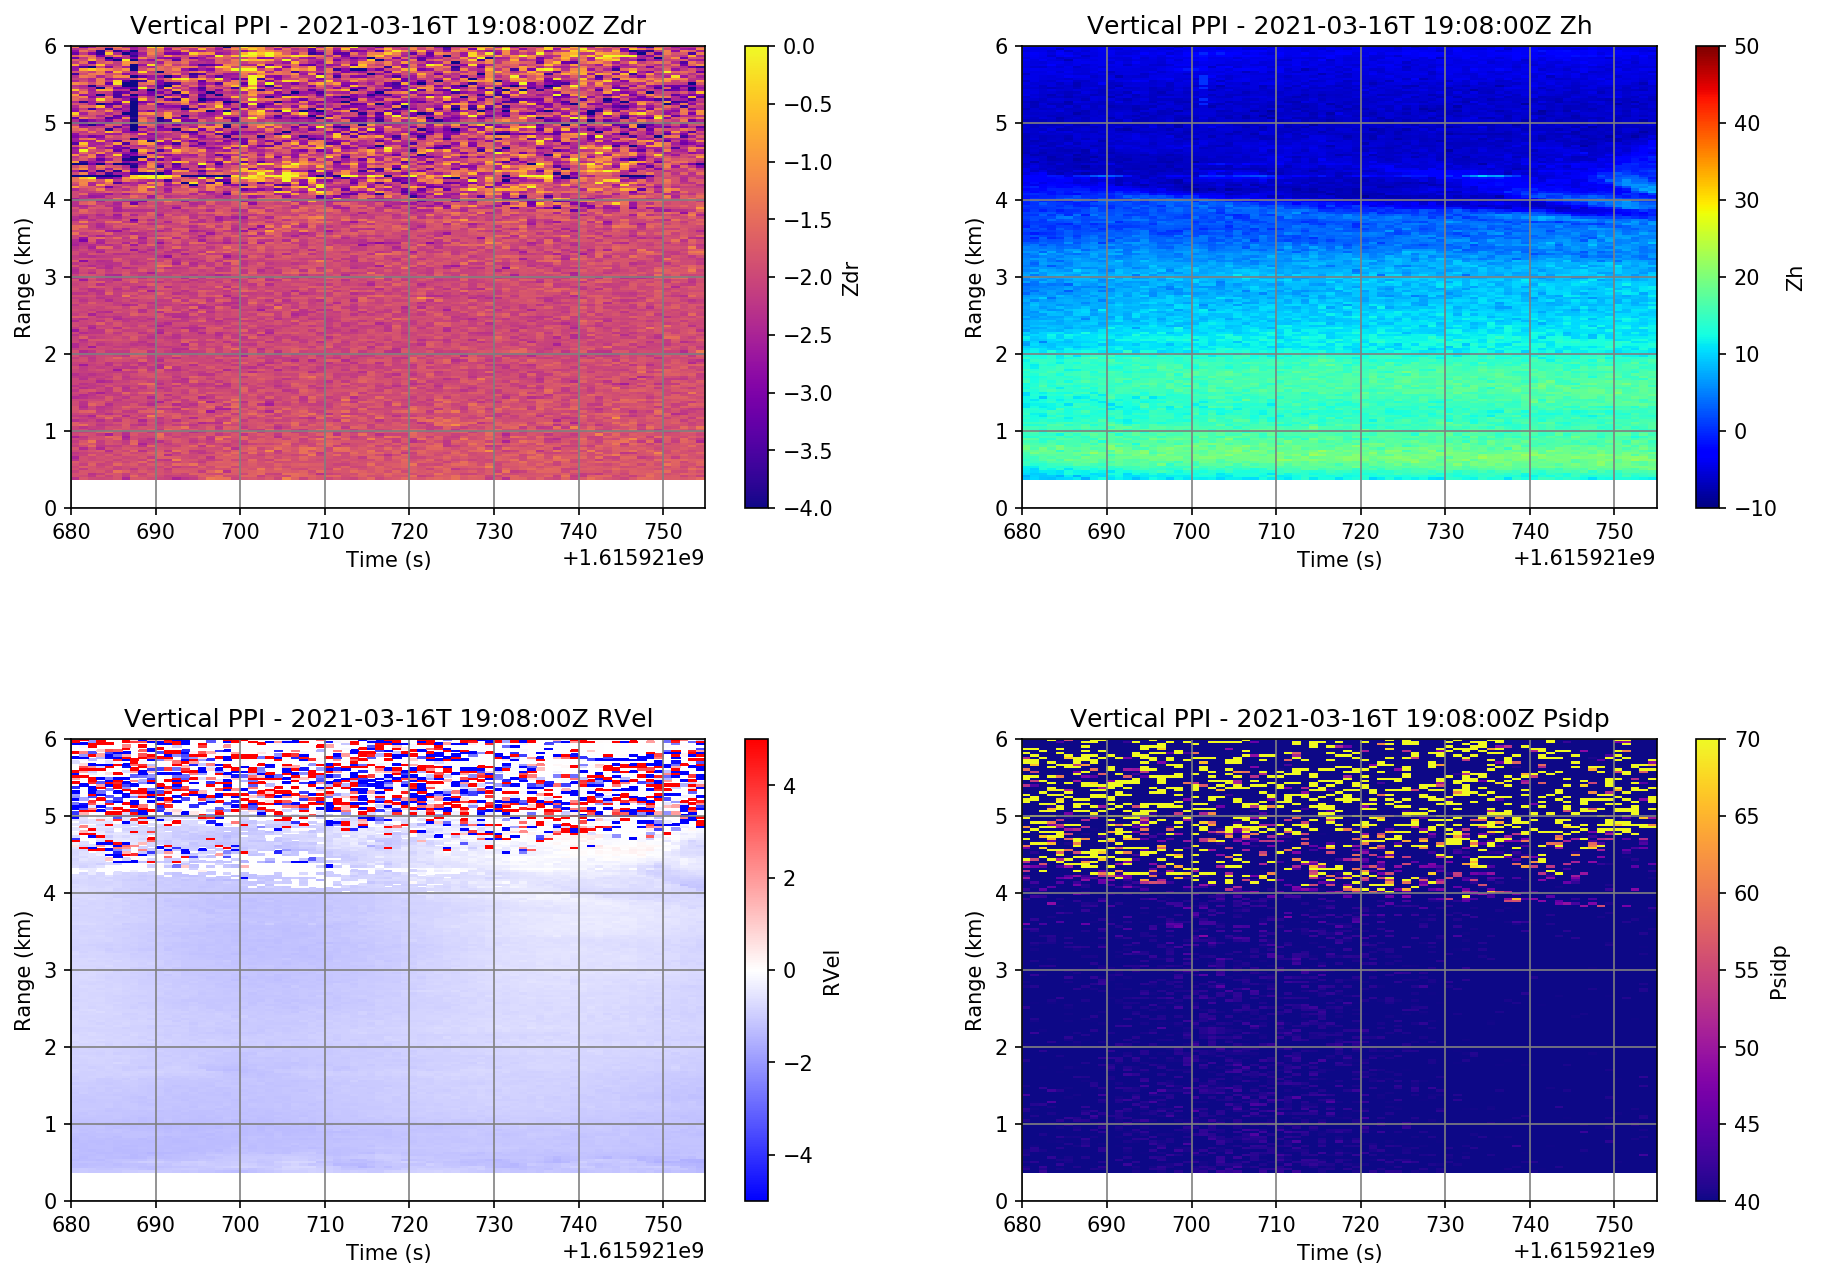 Vertical PPI - 2021-03-16T 19:08:00Z Zdr
6
5
4
3
2
1
0
Range (km)
680 690 700 710 720 730 740 750
Time (s)
+1.615921e9
0.0
−0.5
−1.0
−1.5
−2.0
−2.5
−3.0
−3.5
−4.0
Zdr
Vertical PPI - 2021-03-16T 19:08:00Z Zh
6
5
4
3
2
1
0
Range (km)
680 690 700 710 720 730 740 750
Time (s)
+1.615921e9
50
40
30
20
10
0
−10
Zh
Vertical PPI - 2021-03-16T 19:08:00Z RVel
6
5
4
3
2
1
0
Range (km)
680 690 700 710 720 730 740 750
Time (s)
+1.615921e9
4
2
0
−2
−4
RVel
Vertical PPI - 2021-03-16T 19:08:00Z Psidp
6
5
4
3
2
1
0
Range (km)
680 690 700 710 720 730 740 750
Time (s)
+1.615921e9
70
65
60
55
50
45
40
Psidp